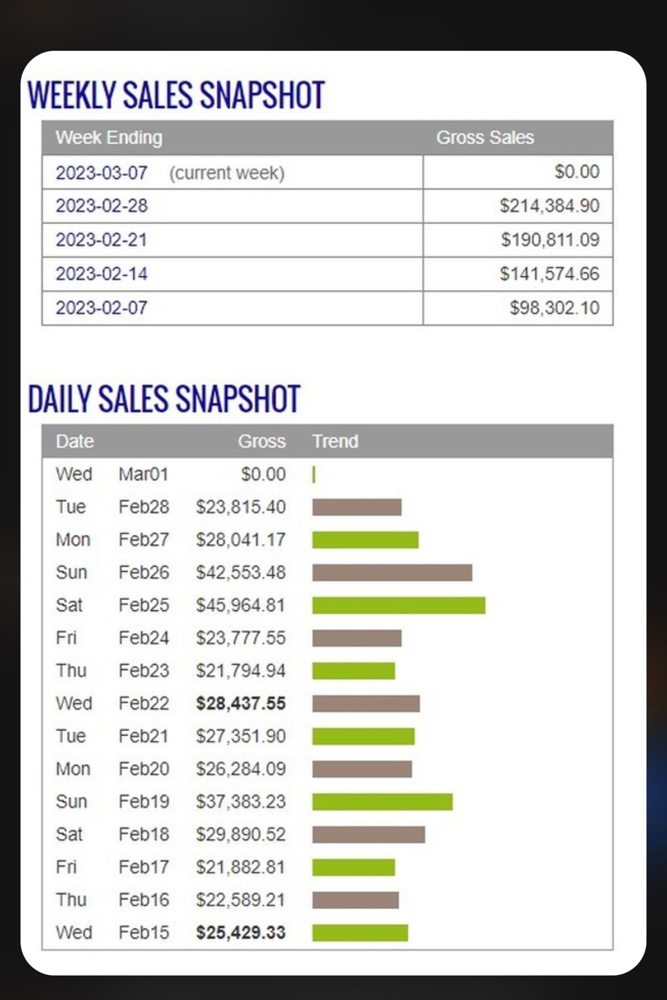 WEEKLY SALES SNAPSHOT
Week Ending Gross Sales
2023-03-07 (current week) $0.00
2023-02-28 $214,384.90
2023-02-21 $190,811.09
2023-02-14 $141,574.66
2023-02-07 $98,302.10
DAILY SALES SNAPSHOT
Date Gross Trend
Wed Mar01 $0.00
Tue Feb28 $23,815.40
Mon Feb27 $28,041.17
Sun Feb26 $42,553.48
Sat Feb25 $45,964.81
Fri Feb24 $23,777.55
Thu Feb23 $21,794.94
Wed Feb22 $28,437.55
Tue Feb21 $27,351.90
Mon Feb20 $26,284.09
Sun Feb19 $37,383.23
Sat Feb18 $29,890.52
Fri Feb17 $21,882.81
Thu Feb16 $22,589.21
Wed Feb15 $25,429.33